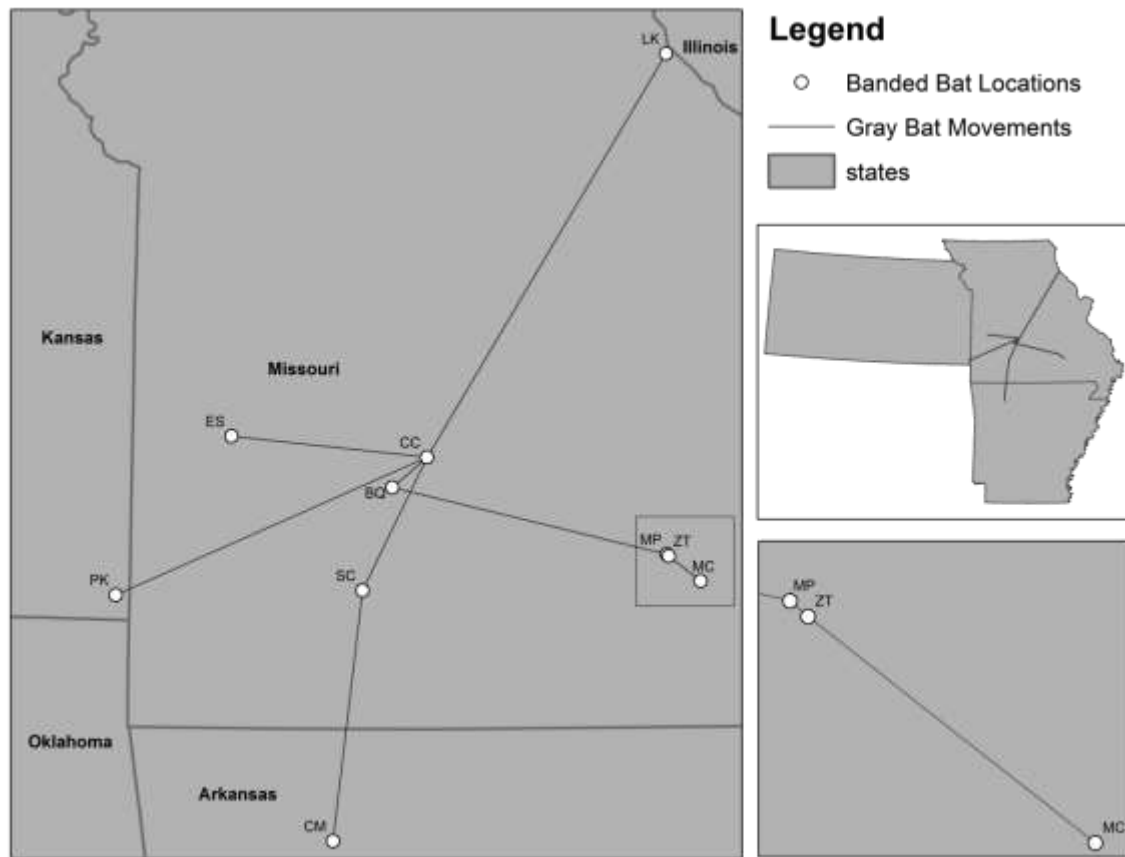 LK
Illinois
Kansas
Missouri
ES
CC
BQ
MP
ZT
MC
PK
SC
Oklahoma
Arkansas
CM
Legend
Banded Bat Locations
Gray Bat Movements
states
MP
ZT
MC